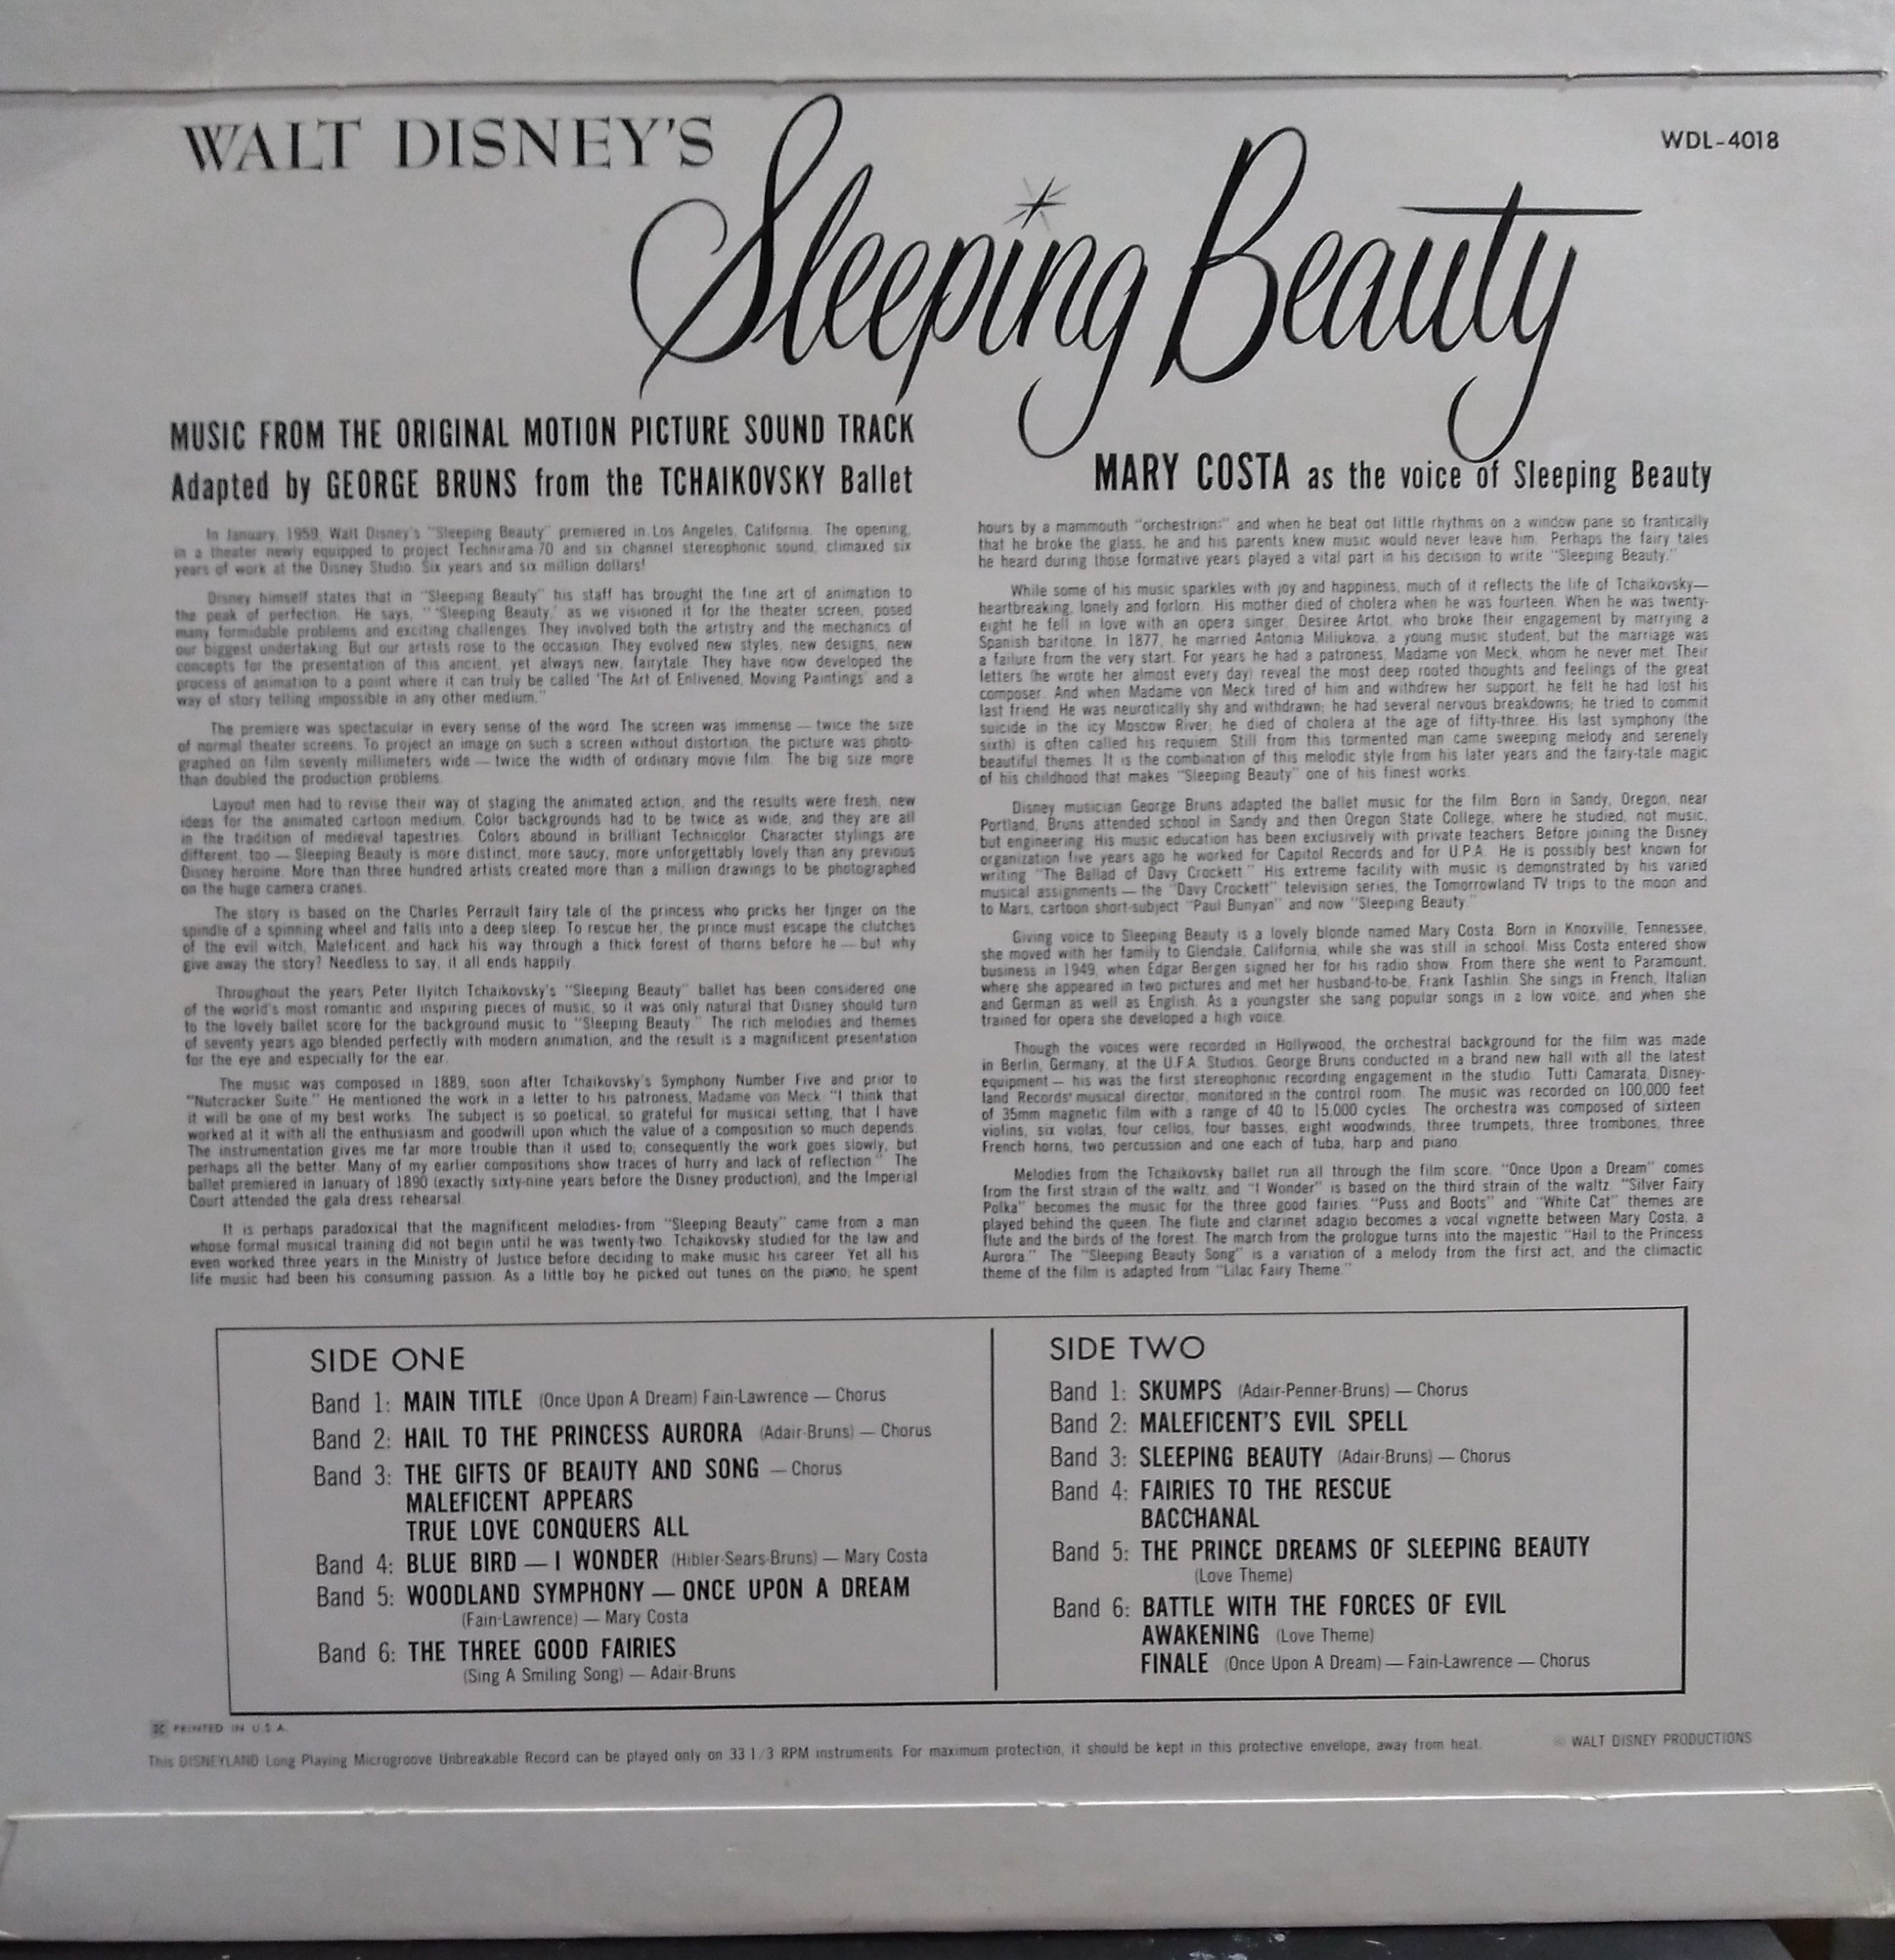 WALT DISNEY'S
Sleeping Beauty
WDL-4018
MUSIC FROM THE ORIGINAL MOTION PICTURE SOUND TRACK
Adapted by GEORGE BRUNS from the TCHAIKOVSKY Ballet
MARY COSTA as the voice of Sleeping Beauty
In January, 1959, Walt Disney's "Sleeping Beauty" premiered in Los Angeles, California. The opening,
in a theater newly equipped to project Technirama-70 and six channel stereophonic sound, climaxed six
years of work at the Disney Studio. Six years and six million dollars!
Disney himself states that in "Sleeping Beauty" his staff has brought the fine art of animation to
the peak of perfection. He says, "'Sleeping Beauty,' as we visioned it for the theater screen, posed
many formidable problems and exciting challenges. They involved both the artistry and the mechanics of
our biggest undertaking. But our artists rose to the occasion. They evolved new styles, new designs, new
concepts for the presentation of this ancient, yet always new, fairytale. They have now developed the
process of animation to a point where it can truly be called 'The Art of Enlivened, Moving Paintings' and a
way of story telling impossible in any other medium."
The premiere was spectacular in every sense of the word. The screen was immense — twice the size
of normal theater screens. To project an image on such a screen without distortion, the picture was photo-
graphed on film seventy millimeters wide — twice the width of ordinary movie film. The big size more
than doubled the production problems.
Layout men had to revise their way of staging the animated action, and the results were fresh, new
ideas for the animated cartoon medium. Color backgrounds had to be twice as wide, and they are all
in the tradition of medieval tapestries. Colors abound in brilliant Technicolor. Character stylings are
different, too — Sleeping Beauty is more distinct, more saucy, more unforgettably lovely than any previous
Disney heroine. More than three hundred artists created more than a million drawings to be photographed
on the huge camera cranes.
The story is based on the Charles Perrault fairy tale of the princess who pricks her finger on the
spindle of a spinning wheel and falls into a deep sleep. To rescue her, the prince must escape the clutches
of the evil witch, Maleficent, and hack his way through a thick forest of thorns before he — but why
give away the story? Needless to say, it all ends happily.
Throughout the years Peter Ilyitch Tchaikovsky's "Sleeping Beauty" ballet has been considered one
of the world's most romantic and inspiring pieces of music, so it was only natural that Disney should turn
to the lovely ballet score for the background music to "Sleeping Beauty." The rich melodies and themes
of seventy years ago blended perfectly with modern animation, and the result is a magnificent presentation
for the eye and especially for the ear.
The music was composed in 1889, soon after Tchaikovsky's Symphony Number Five and prior to
"Nutcracker Suite." He mentioned the work in a letter to his patroness, Madame von Meck: "I think that
it will be one of my best works. The subject is so poetical, so grateful for musical setting, that I have
worked at it with all the enthusiasm and goodwill upon which the value of a composition so much depends.
The instrumentation gives me far more trouble than it used to; consequently the work goes slowly, but
perhaps all the better. Many of my earlier compositions show traces of hurry and lack of reflection." The
ballet premiered in January of 1890 (exactly sixty-nine years before the Disney production), and the Imperial
Court attended the gala dress rehearsal.
It is perhaps paradoxical that the magnificent melodies from "Sleeping Beauty" came from a man
whose formal musical training did not begin until he was twenty-two. Tchaikovsky studied for the law and
even worked three years in the Ministry of Justice before deciding to make music his career. Yet all his
life music had been his consuming passion. As a little boy he picked out tunes on the piano; he spent
hours by a mammouth "orchestrion;" and when he beat out little rhythms on a window pane so frantically
that he broke the glass, he and his parents knew music would never leave him. Perhaps the fairy tales
he heard during those formative years played a vital part in his decision to write "Sleeping Beauty."
While some of his music sparkles with joy and happiness, much of it reflects the life of Tchaikovsky—
heartbreaking, lonely and forlorn. His mother died of cholera when he was fourteen. When he was twenty-
eight he fell in love with an opera singer, Desiree Artot, who broke their engagement by marrying a
Spanish baritone. In 1877, he married Antonia Miliukova, a young music student, but the marriage was
a failure from the very start. For years he had a patroness, Madame von Meck, whom he never met. Their
letters (he wrote her almost every day) reveal the most deep rooted thoughts and feelings of the great
composer. And when Madame von Meck tired of him and withdrew her support, he felt he had lost his
last friend. He was neurotically shy and withdrawn; he had several nervous breakdowns; he tried to commit
suicide in the icy Moscow River; he died of cholera at the age of fifty-three. His last symphony (the
sixth) is often called his requiem. Still from this tormented man came sweeping melody and serenely
beautiful themes. It is the combination of this melodic style from his later years and the fairy-tale magic
of his childhood that makes "Sleeping Beauty" one of his finest works.
Disney musician George Bruns adapted the ballet music for the film. Born in Sandy, Oregon, near
Portland, Bruns attended school in Sandy and then Oregon State College, where he studied, not music,
but engineering. His music education has been exclusively with private teachers. Before joining the Disney
organization five years ago he worked for Capitol Records and for U.P.A. He is possibly best known for
writing "The Ballad of Davy Crockett." His extreme facility with music is demonstrated by his varied
musical assignments — the "Davy Crockett" television series, the Tomorrowland TV trips to the moon and
to Mars, cartoon short-subject "Paul Bunyan" and now "Sleeping Beauty."
Giving voice to Sleeping Beauty is a lovely blonde named Mary Costa. Born in Knoxville, Tennessee,
she moved with her family to Glendale, California, while she was still in school. Miss Costa entered show
business in 1949, when Edgar Bergen signed her for his radio show. From there she went to Paramount,
where she appeared in two pictures and met her husband-to-be, Frank Tashlin. She sings in French, Italian
and German as well as English. As a youngster she sang popular songs in a low voice, and when she
trained for opera she developed a high voice.
Though the voices were recorded in Hollywood, the orchestral background for the film was made
in Berlin, Germany, at the U.F.A. Studios. George Bruns conducted in a brand new hall with all the latest
equipment — his was the first stereophonic recording engagement in the studio. Tutti Camarata, Disney-
land Records' musical director, monitored in the control room. The music was recorded on 100,000 feet
of 35mm magnetic film with a range of 40 to 15,000 cycles. The orchestra was composed of sixteen
violins, six violas, four cellos, four basses, eight woodwinds, three trumpets, three trombones, three
French horns, two percussion and one each of tuba, harp and piano.
Melodies from the Tchaikovsky ballet run all through the film score. "Once Upon a Dream" comes
from the first strain of the waltz, and "I Wonder" is based on the third strain of the waltz. "Silver Fairy
Polka" becomes the music for the three good fairies. "Puss and Boots" and "White Cat" themes are
played behind the queen. The flute and clarinet adagio becomes a vocal vignette between Mary Costa, a
flute and the birds of the forest. The march from the prologue turns into the majestic "Hail to the Princess
Aurora." The "Sleeping Beauty Song" is a variation of a melody from the first act, and the climactic
theme of the film is adapted from "Lilac Fairy Theme."
SIDE ONE
Band 1: MAIN TITLE (Once Upon A Dream) Fain-Lawrence — Chorus
Band 2: HAIL TO THE PRINCESS AURORA (Adair-Bruns) — Chorus
Band 3: THE GIFTS OF BEAUTY AND SONG — Chorus
MALEFICENT APPEARS
TRUE LOVE CONQUERS ALL
Band 4: BLUE BIRD — I WONDER (Hibler-Sears-Bruns) — Mary Costa
Band 5: WOODLAND SYMPHONY — ONCE UPON A DREAM
(Fain-Lawrence) — Mary Costa
Band 6: THE THREE GOOD FAIRIES
(Sing A Smiling Song) — Adair-Bruns
SIDE TWO
Band 1: SKUMPS (Adair-Penner-Bruns) — Chorus
Band 2: MALEFICENT'S EVIL SPELL
Band 3: SLEEPING BEAUTY (Adair-Bruns) — Chorus
Band 4: FAIRIES TO THE RESCUE
BACCHANAL
Band 5: THE PRINCE DREAMS OF SLEEPING BEAUTY
(Love Theme)
Band 6: BATTLE WITH THE FORCES OF EVIL
AWAKENING (Love Theme)
FINALE (Once Upon A Dream) — Fain-Lawrence — Chorus
PRINTED IN U.S.A.
This DISNEYLAND Long Playing Microgroove Unbreakable Record can be played only on 33 1/3 RPM instruments. For maximum protection, it should be kept in this protective envelope, away from heat.
© WALT DISNEY PRODUCTIONS